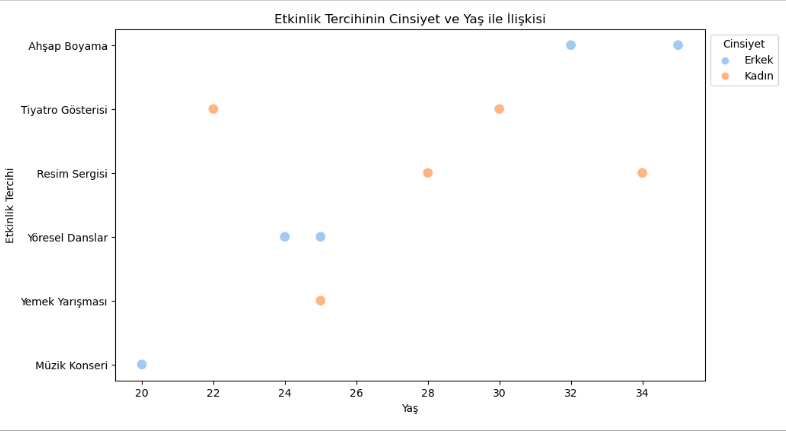 Etkinlik Tercihinin Cinsiyet ve Yaş ile İlişkisi
Etkinlik Tercihi
Ahşap Boyama
Tiyatro Gösterisi
Resim Sergisi
Yöresel Danslar
Yemek Yarışması
Müzik Konseri
20 22 24 26 28 30 32 34
Yaş
Cinsiyet
Erkek
Kadın